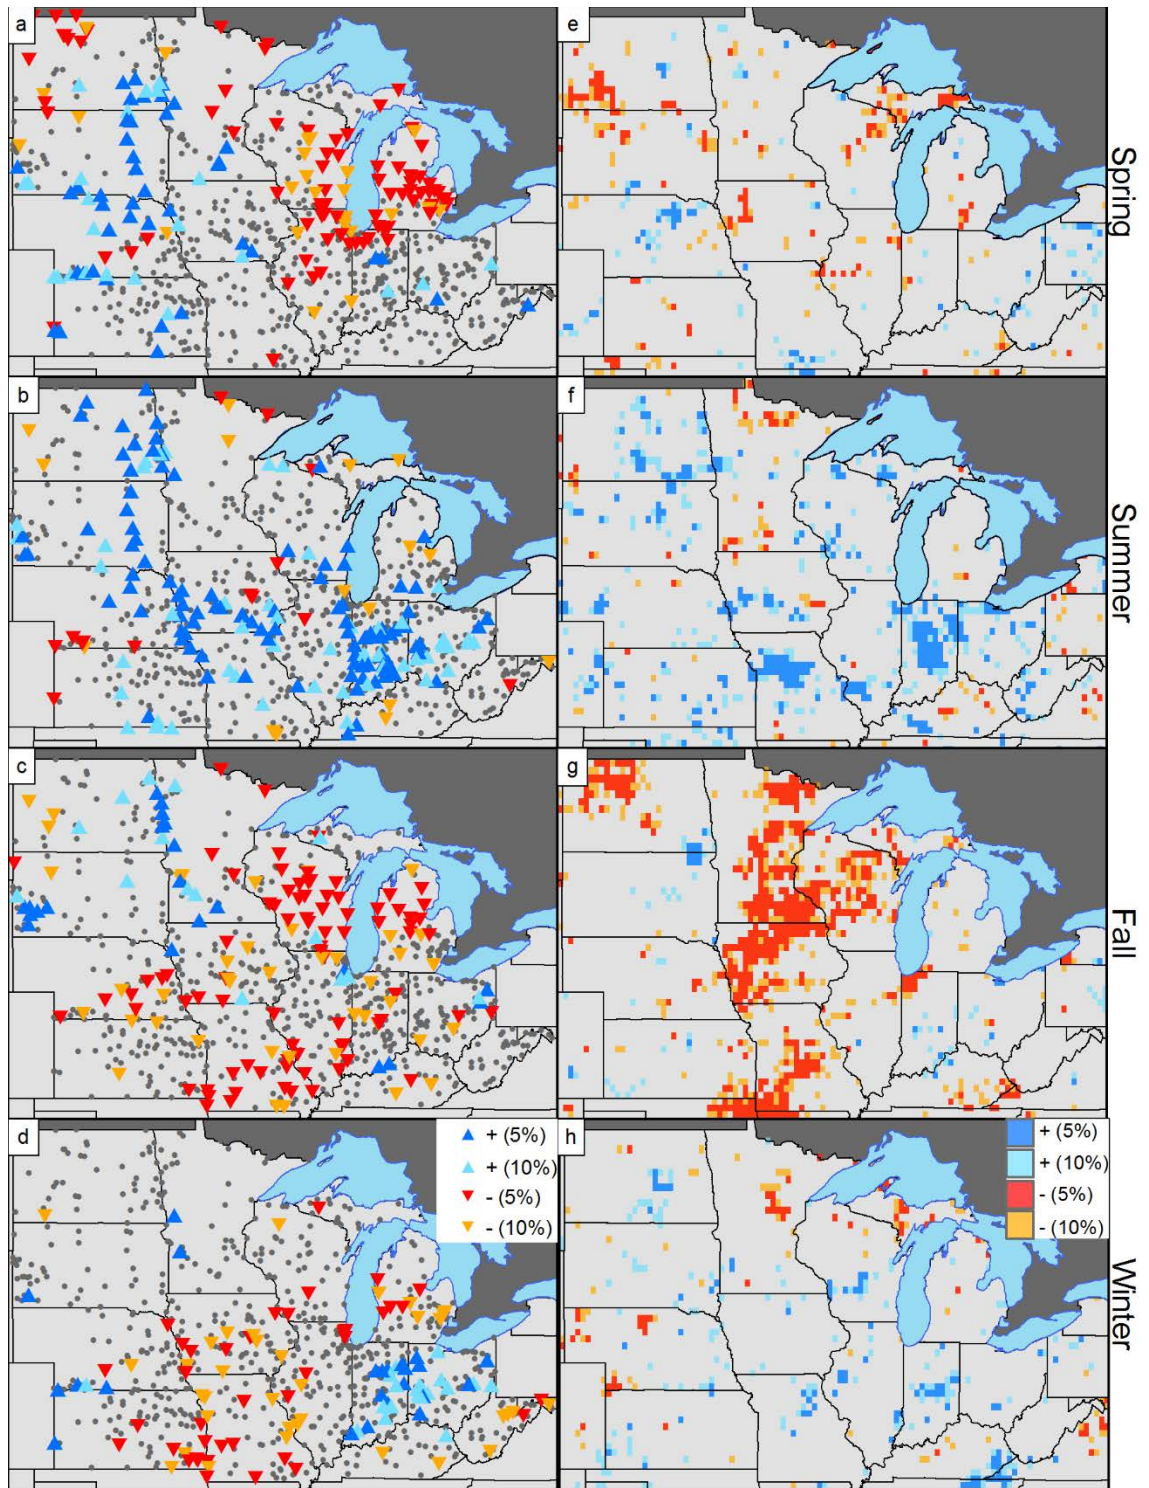 a
e
Spring
b
f
Summer
c
g
Fall
d
+ (5%)
+ (10%)
- (5%)
- (10%)
h
+ (5%)
+ (10%)
- (5%)
- (10%)
Winter